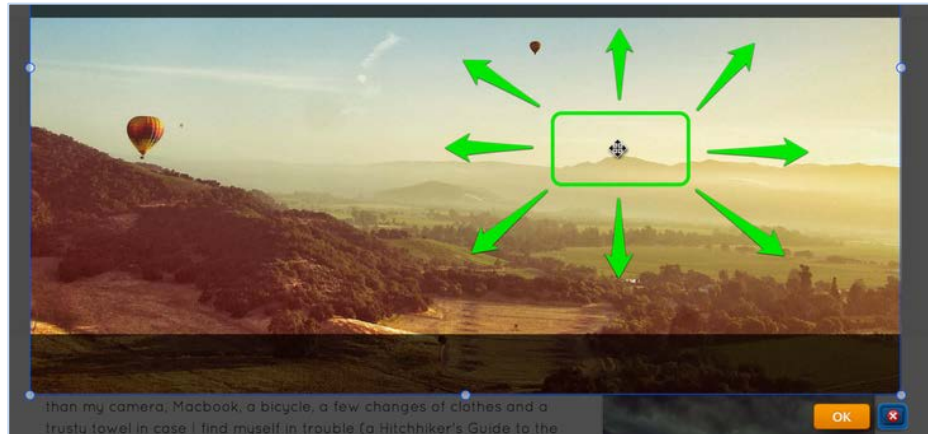 than my camera, Macbook, a bicycle, a few changes of clothes and a
trusty towel in case I find myself in trouble (a Hitchhiker's Guide to the
OK